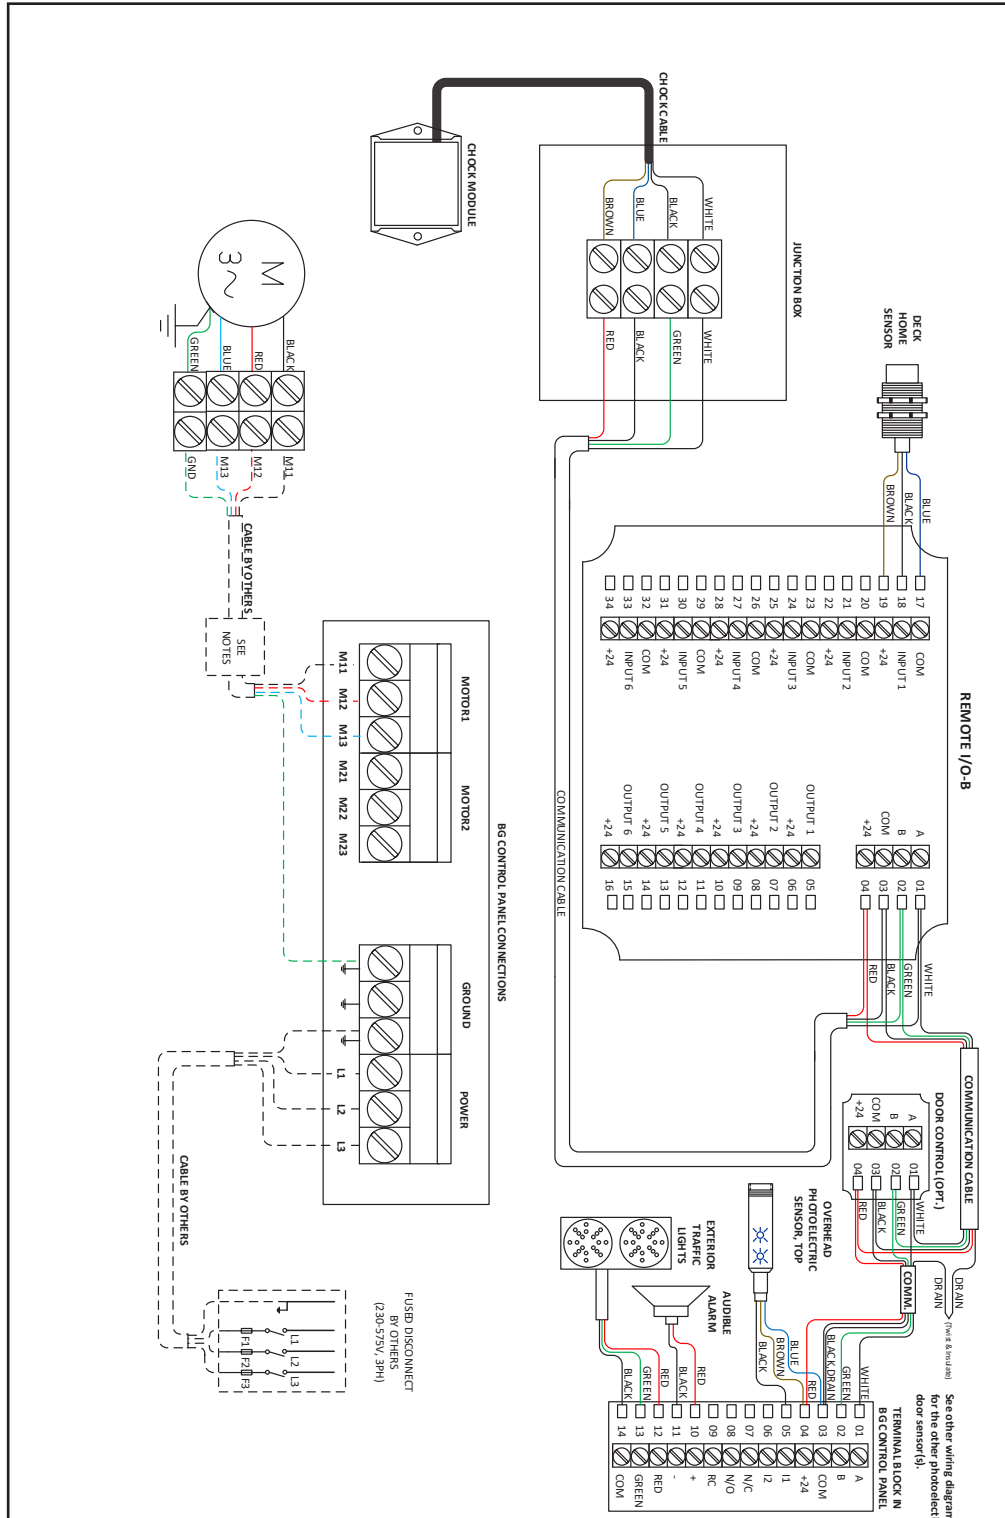 CHOCK CABLE
CHOCK MODULE
JUNCTION BOX
WHITE
BLACK
BLUE
BROWN
WHITE
GREEN
BLACK
RED
DECK
HOME
SENSOR
BLUE
BLACK
BROWN
REMOTE I/O-B
17 COM
18 INPUT 1
19 +24
20 COM
21 INPUT 2
22 +24
23 COM
24 INPUT 3
25 +24
26 COM
27 INPUT 4
28 +24
29 COM
30 INPUT 5
31 +24
32 COM
33 INPUT 6
34 +24
A 01
B 02
COM 03
+24 04
OUTPUT 1 05
+24 06
OUTPUT 2 07
+24 08
OUTPUT 3 09
+24 10
OUTPUT 4 11
+24 12
OUTPUT 5 13
+24 14
OUTPUT 6 15
+24 16
WHITE
GREEN
BLACK
RED
COMMUNICATION CABLE
COMMUNICATION CABLE
DOOR CONTROL (OPT.)
A 01
B 02
COM 03
+24 04
WHITE
GREEN
BLACK
RED
COMM.
DRAIN
DRAIN
(Twist & Insulate)
See other wiring diagram
for the other photoelect
door sensor(s).
OVERHEAD
PHOTOELECTRIC
SENSOR, TOP
BLUE
BROWN
BLACK
AUDIBLE
ALARM
RED
BLACK
EXTERIOR
TRAFFIC
LIGHTS
RED
GREEN
BLACK
WHITE
GREEN
BLACK,DRAIN
RED
TERMINAL BLOCK IN
BG CONTROL PANEL
01 A
02 B
03 COM
04 +24
05 I1
06 I2
07 N/C
08 N/O
09 RC
10 +
11 -
12 RED
13 GREEN
14 COM
M
3
BLACK
RED
BLUE
GREEN
M11
M12
M13
GND
CABLE BY OTHERS
SEE
NOTES
BG CONTROL PANEL CONNECTIONS
MOTOR1
MOTOR2
GROUND
POWER
M11
M12
M13
M21
M22
M23
L1
L2
L3
CABLE BY OTHERS
FUSED DISCONNECT
BY OTHERS
(230-575V, 3PH)
L1
L2
L3
F1
F2
F3